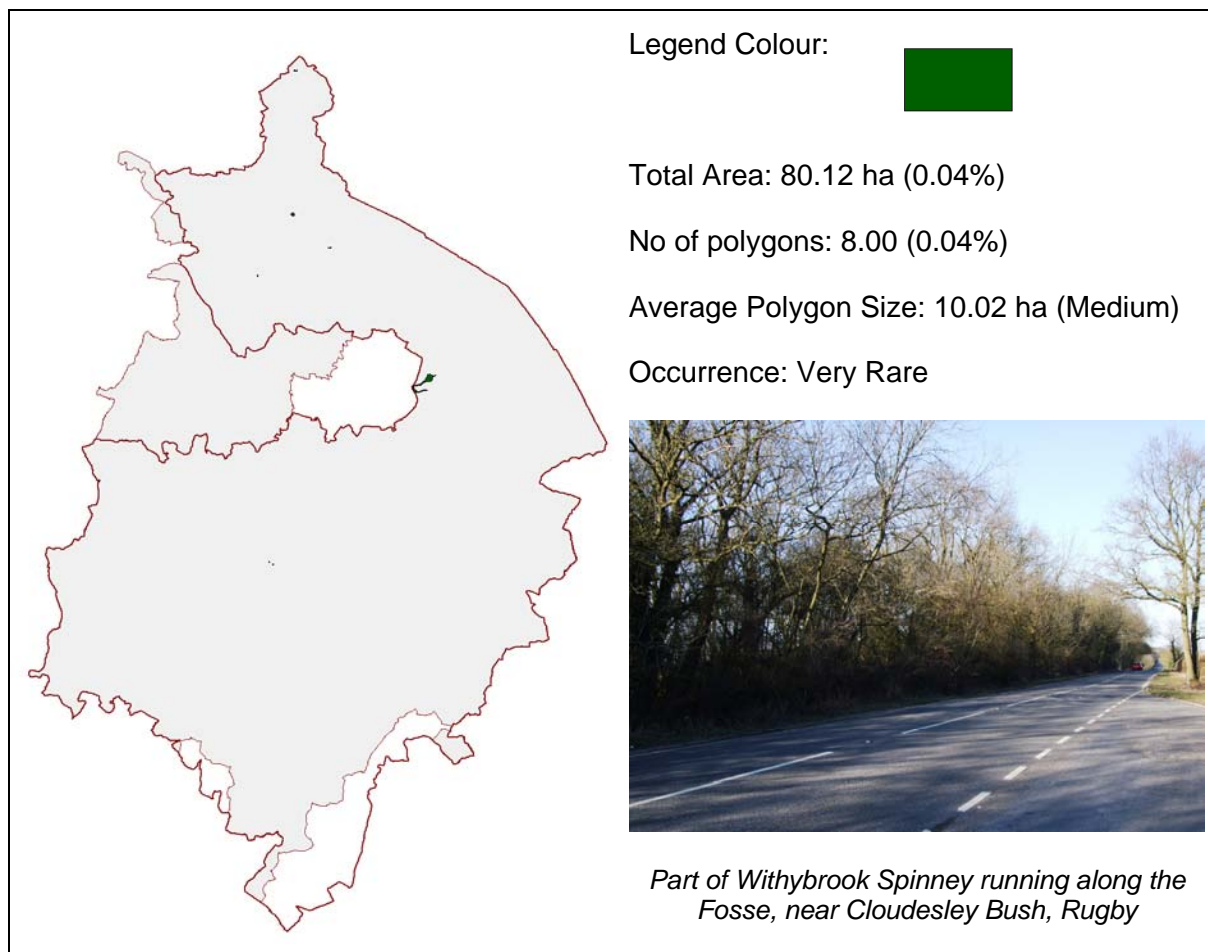 Legend Colour:
Total Area: 80.12 ha (0.04%)
No of polygons: 8.00 (0.04%)
Average Polygon Size: 10.02 ha (Medium)
Occurrence: Very Rare
Part of Withybrook Spinney running along the
Fosse, near Cloudesley Bush, Rugby